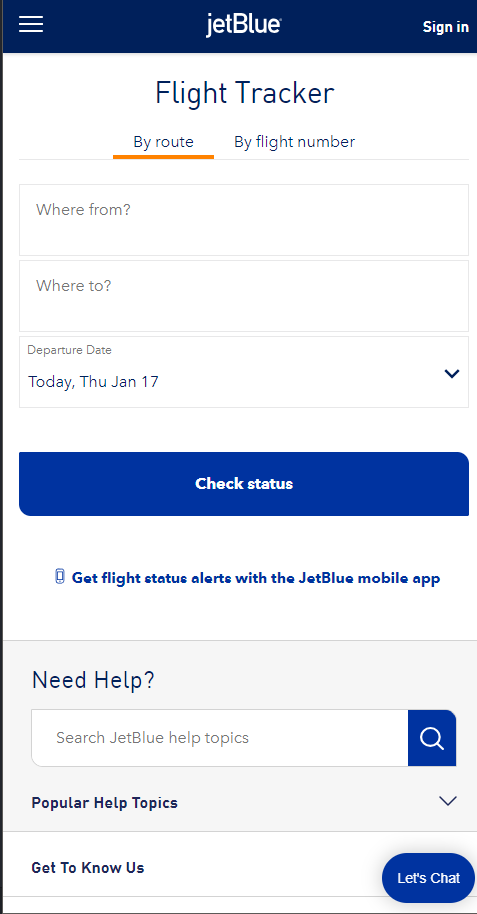 jetBlue
Sign in
Flight Tracker
By route
By flight number
Where from?
Where to?
Departure Date
Today, Thu Jan 17
Check status
Get flight status alerts with the JetBlue mobile app
Need Help?
Search JetBlue help topics
Popular Help Topics
Get To Know Us
Let's Chat